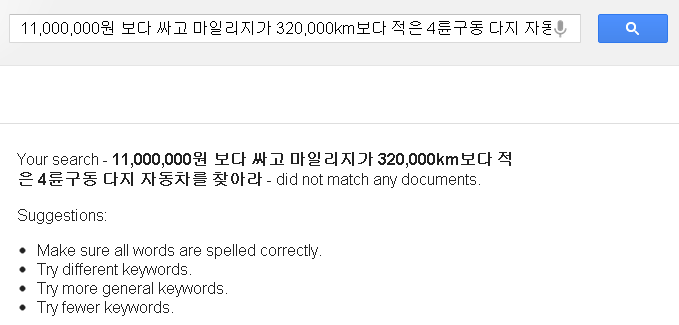 11,000,000원 보다 싸고 마일리지가 320,000km보다 적은 4륜구동 다지 자동
Your search - 11,000,000원 보다 싸고 마일리지가 320,000km보다 적
은 4륜구동 다지 자동차를 찾아라 - did not match any documents.
Suggestions:
• Make sure all words are spelled correctly.
• Try different keywords.
• Try more general keywords.
• Try fewer keywords.